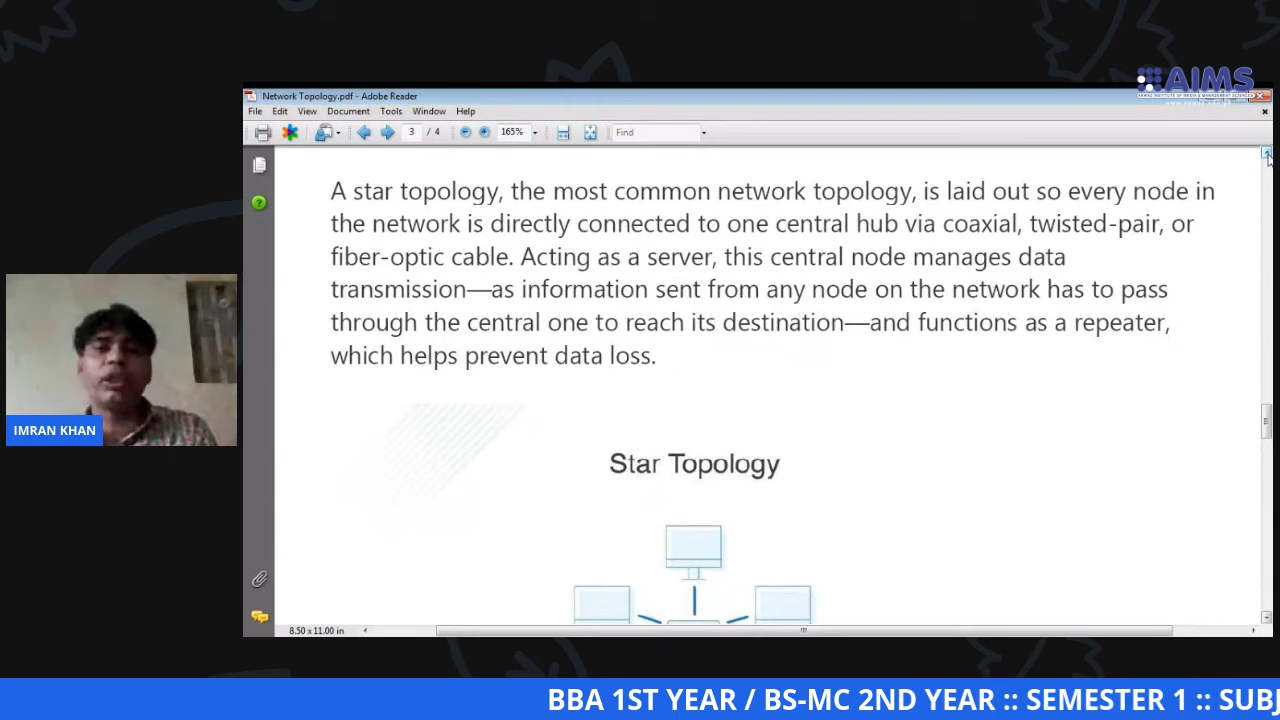 AIMS
Network Topology.pdf - Adobe Reader
File Edit View Document Tools Window Help
3 / 4 165% Find
A star topology, the most common network topology, is laid out so every node in
the network is directly connected to one central hub via coaxial, twisted-pair, or
fiber-optic cable. Acting as a server, this central node manages data
transmission—as information sent from any node on the network has to pass
through the central one to reach its destination—and functions as a repeater,
which helps prevent data loss.
Star Topology
IMRAN KHAN
8.50 x 11.00 in
BBA 1ST YEAR / BS-MC 2ND YEAR :: SEMESTER 1 :: SUBJ